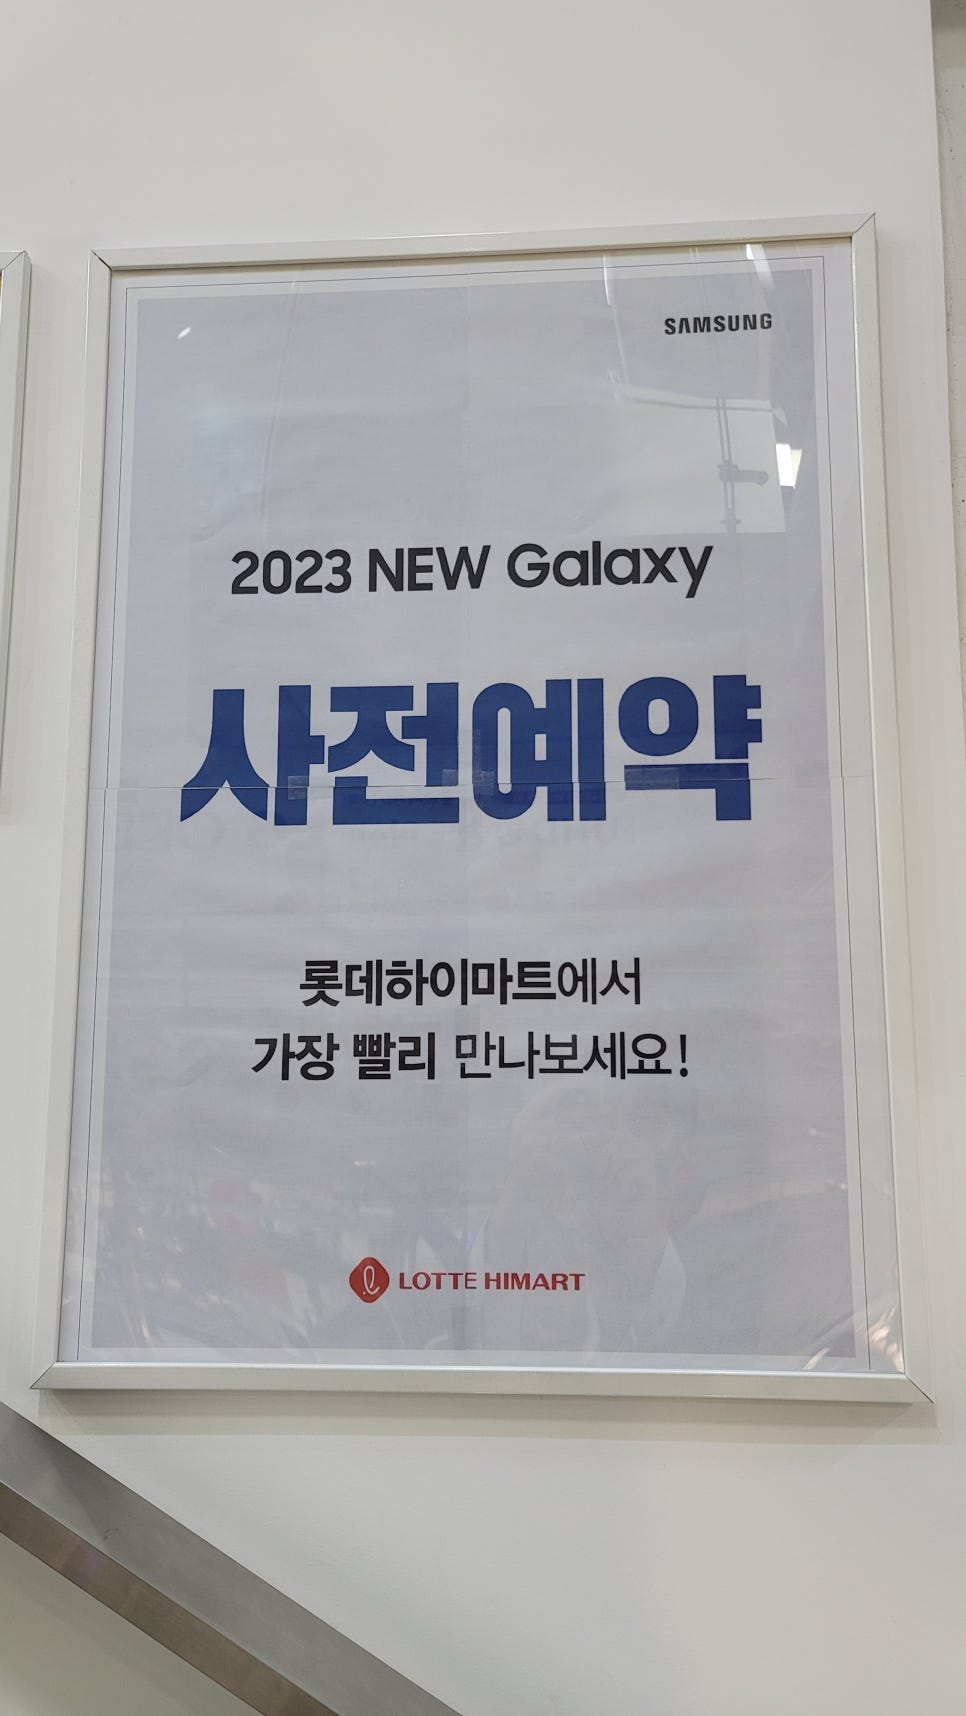 SAMSUNG
2023 NEW Galaxy
사전예약
롯데하이마트에서
가장 빨리 만나보세요!
LOTTE HIMART